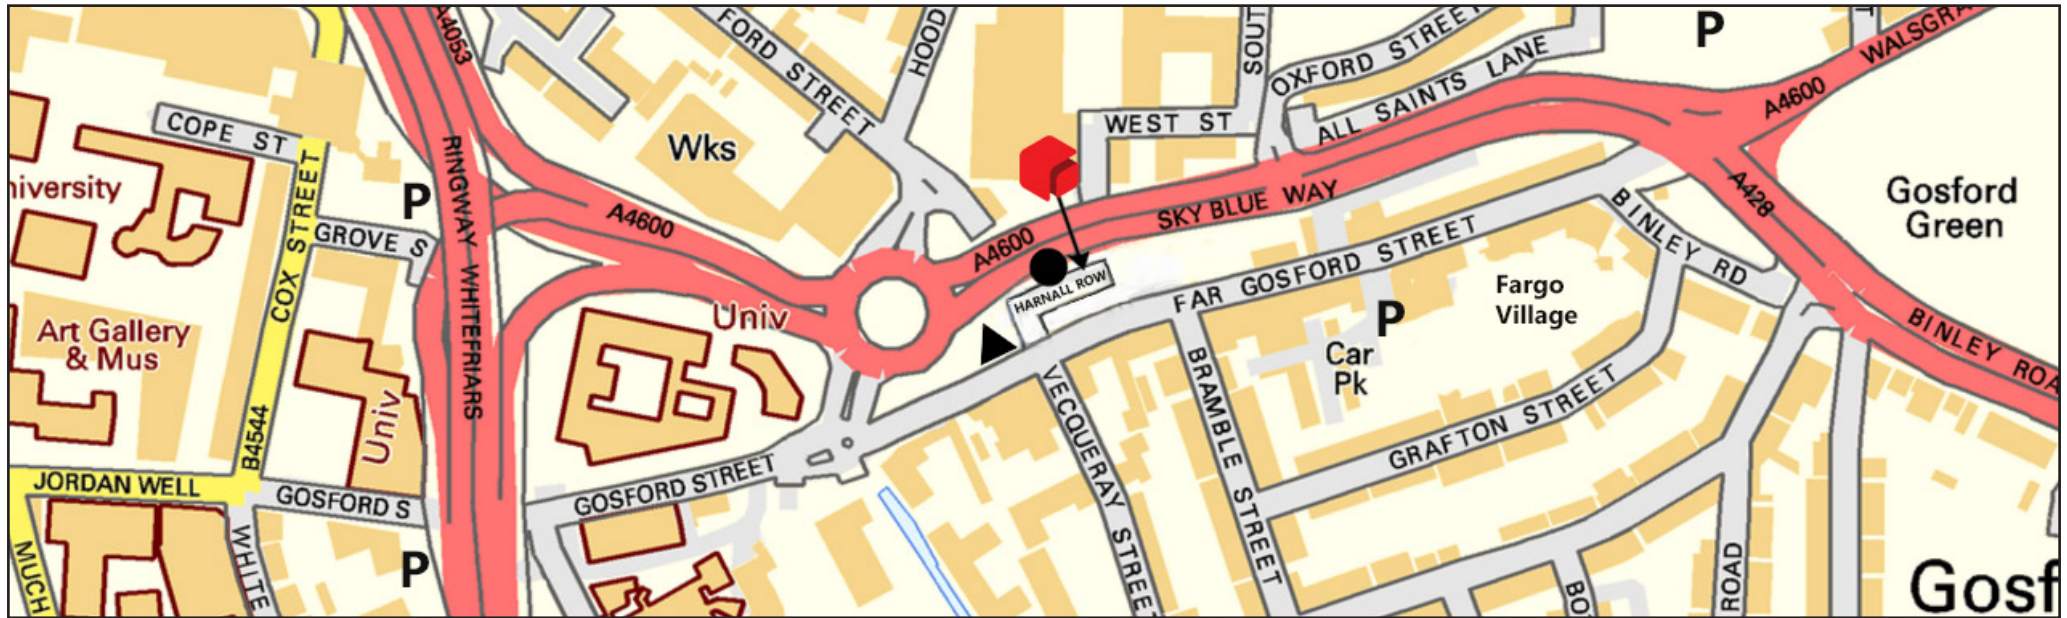 A4053
FORD STREET
HOOD
SOUT
OXFORD STREET
ALL SAINTS LANE
P
T
WALSGRA
A4600
COPE ST
Wks
WEST ST
RINGWAY WHITEFRIARS
niversity
P
COX STREET
GROVE S
A4600
A4600
SKY BLUE WAY
A428
Gosford
Green
BINLEY RD
HARNALL ROW
FAR GOSFORD STREET
Fargo
Village
P
Univ
Art Gallery
& Mus
Car
Pk
BINLEY ROA
Univ
VECQUERAY STREET
BRAMBLE STREET
GRAFTON STREET
B4544
JORDAN WELL
GOSFORD S
GOSFORD STREET
P
MUCH
WHITE
ROAD
BO
Gosf